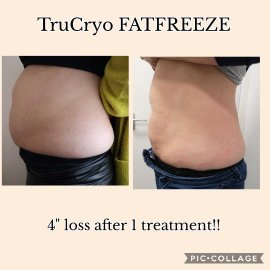 TruCryo FATFREEZE
4" loss after 1 treatment!!
PIC•COLLAGE